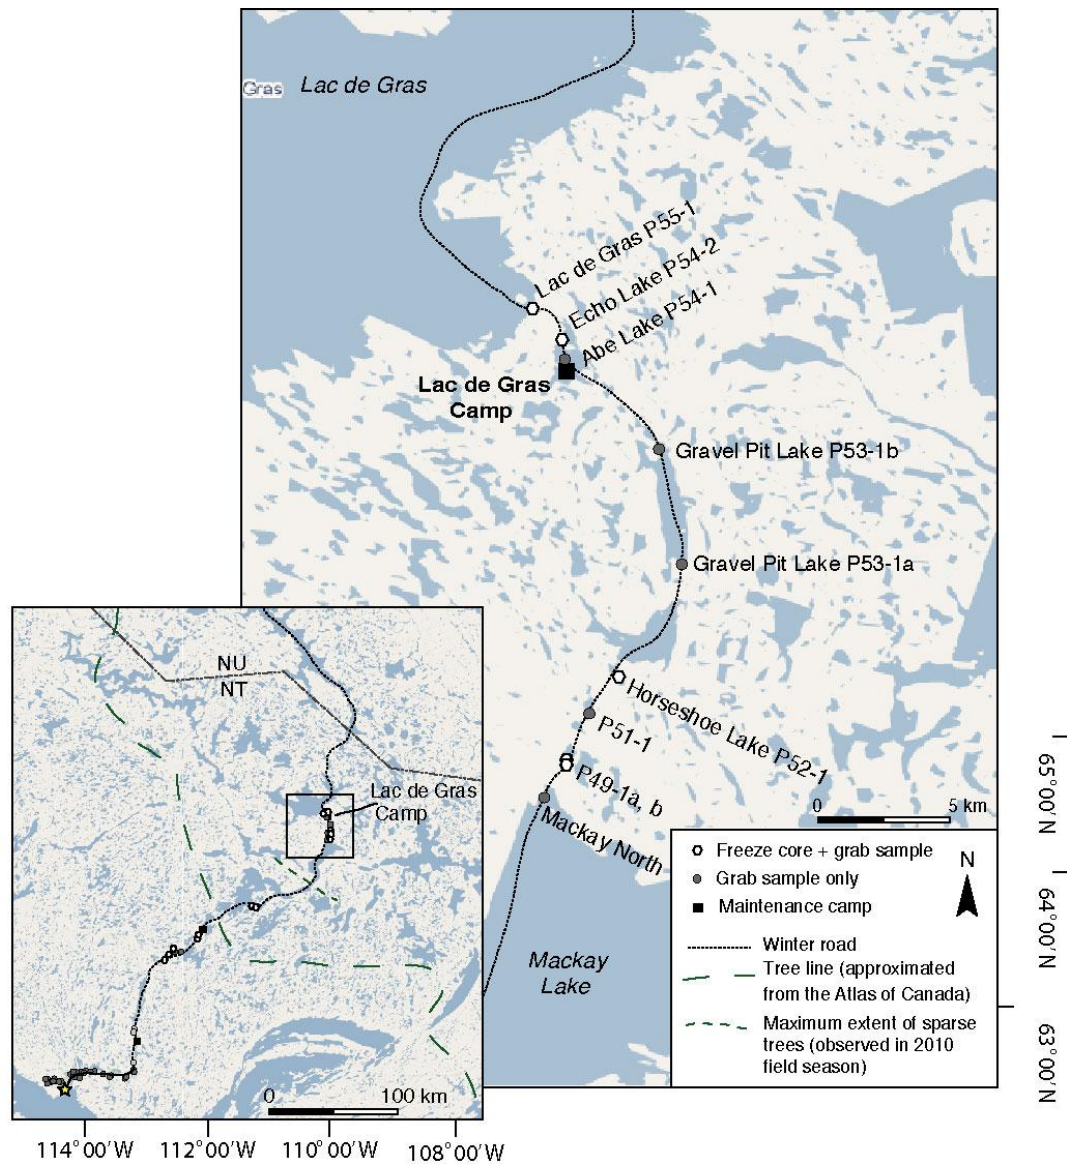 Lac de Gras
Gras
Lac de Gras P55-1
Echo Lake P54-2
Abe Lake P54-1
Lac de Gras
Camp
Gravel Pit Lake P53-1b
Gravel Pit Lake P53-1a
Horseshoe Lake P52-1
P51-1
P49-1a, b
Mackay North
Mackay
Lake
0 5 km
Freeze core + grab sample
Grab sample only
Maintenance camp
N
Winter road
Tree line (approximated
from the Atlas of Canada)
Maximum extent of sparse
trees (observed in 2010
field season)
NU
NT
Lac de Gras
Camp
0 100 km
65°00'N
64°00'N
63°00'N
114°00'W
112°00'W
110°00'W
108°00'W